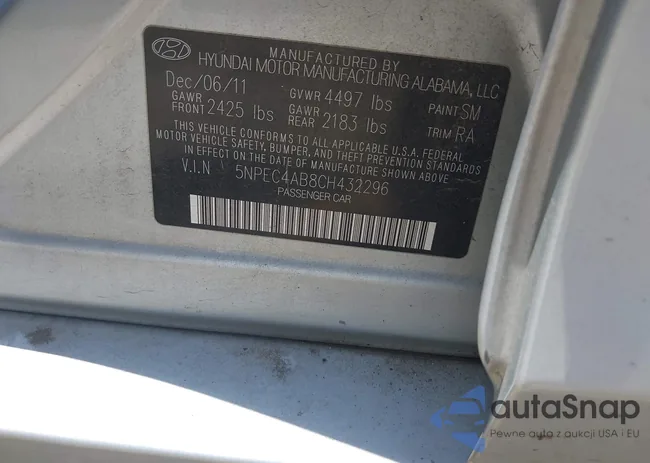 MANUFACTURED BY
HYUNDAI MOTOR MANUFACTURING ALABAMA, LLC
Dec/06/11 GVWR 4497 lbs PAINT SM
GAWR FRONT 2425 lbs GAWR REAR 2183 lbs TRIM RA
THIS VEHICLE CONFORMS TO ALL APPLICABLE U.S.A. FEDERAL
MOTOR VEHICLE SAFETY, BUMPER, AND THEFT PREVENTION STANDARDS
IN EFFECT ON THE DATE OF MANUFACTURE SHOWN ABOVE.
V.I.N 5NPEC4AB8CH432296
PASSENGER CAR
autaSnap
Pewne auto z aukcji USA i EU